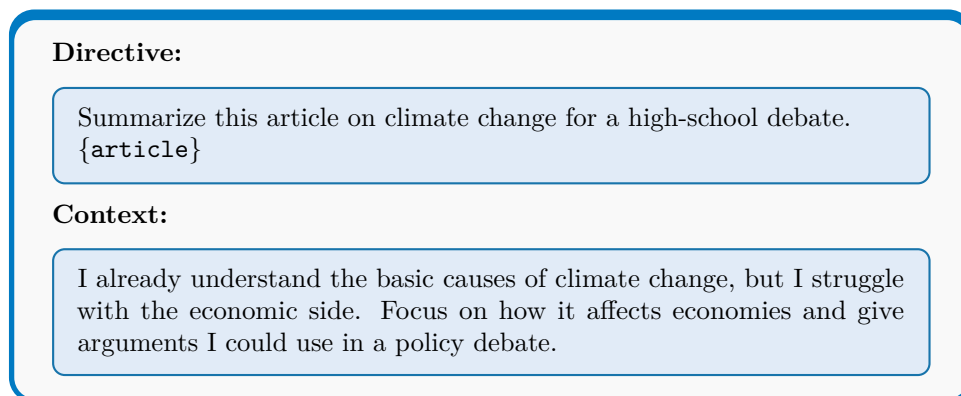 Directive:
Summarize this article on climate change for a high-school debate.
{article}
Context:
I already understand the basic causes of climate change, but I struggle
with the economic side. Focus on how it affects economies and give
arguments I could use in a policy debate.